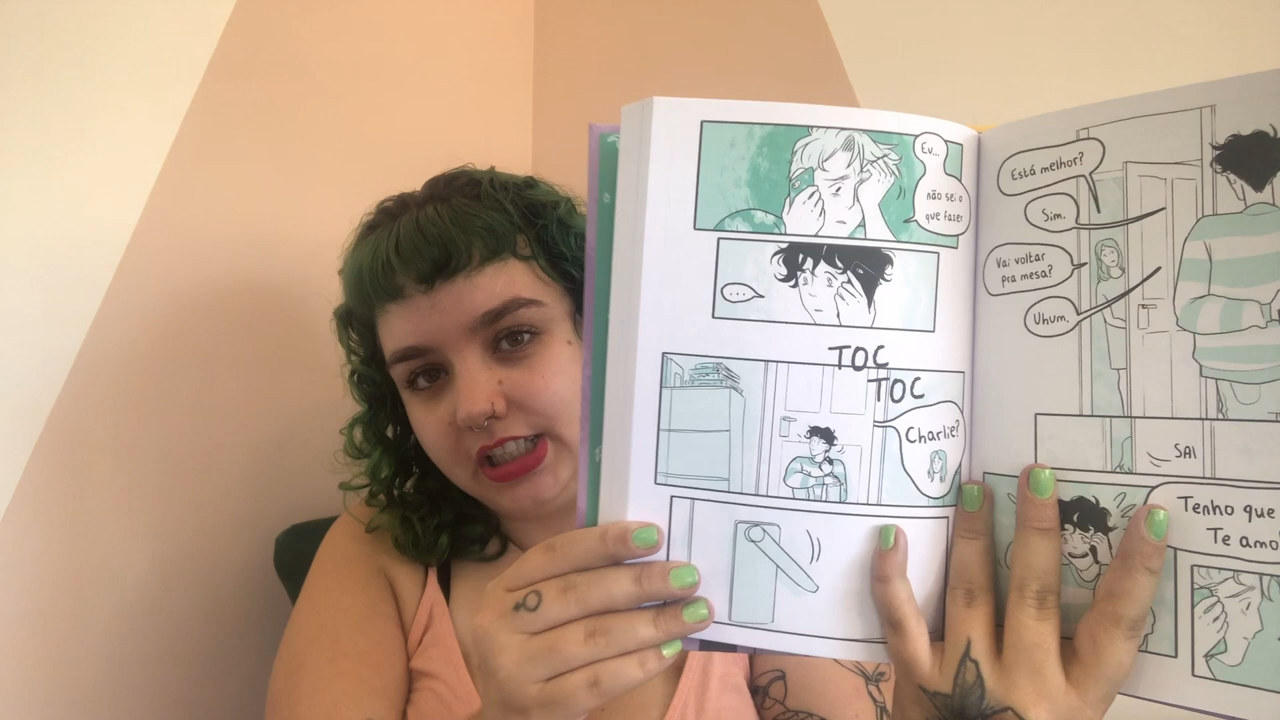 Eu...
não sei o
que fazer
...
TOC
TOC
Charlie?
Está melhor?
Sim.
Vai voltar
pra mesa?
Uhum.
SAI
Tenho que
Te amo